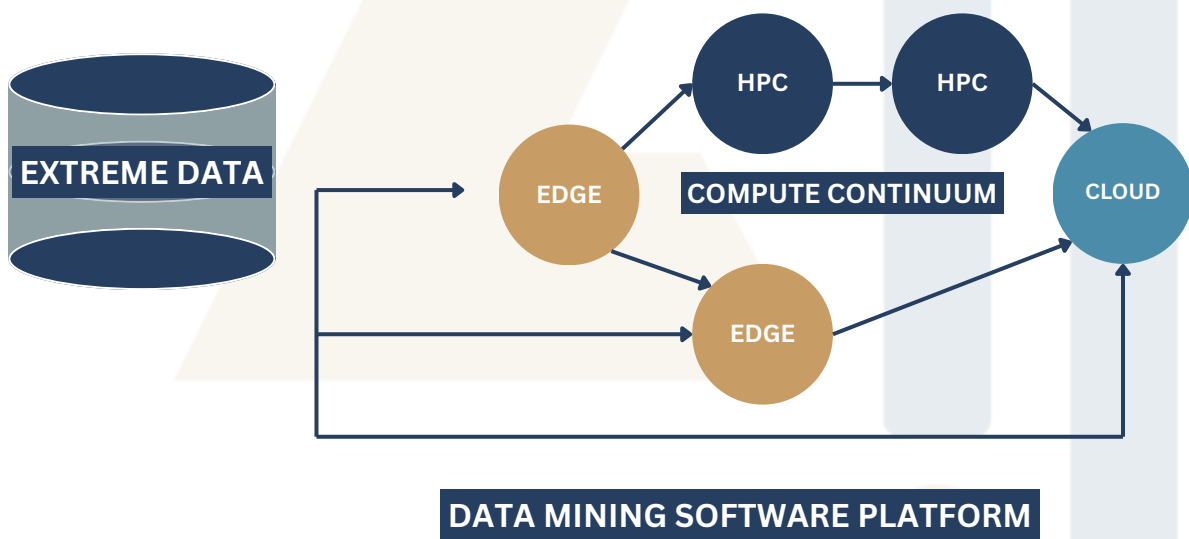 HPC
HPC
EXTREME DATA
EDGE
COMPUTE CONTINUUM
CLOUD
EDGE
DATA MINING SOFTWARE PLATFORM